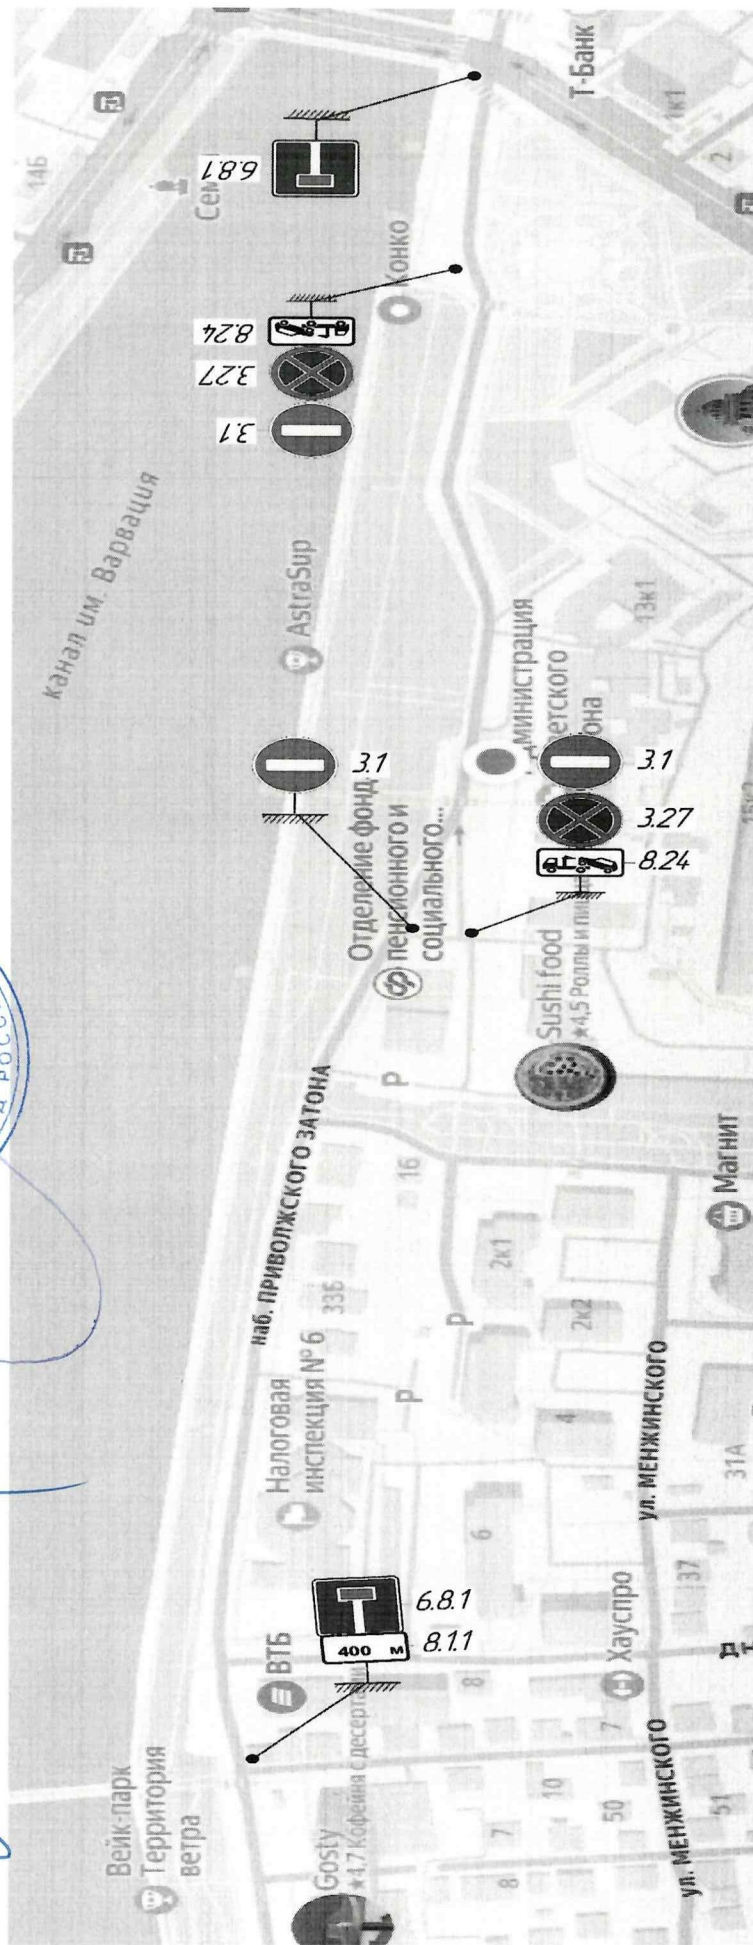 14Б
6.8.1
8.24
3.27
3.1
Т-Банк
1к1
2
Конко
канал им. Варвация
AstraSup
13к1
3.1
Отделение фонд
пенсионного и
социального...
министрация
ветского
она
3.1
3.27
8.24
Sushi food
★4,5 Роллы и пиц
P
наб. ПРИВОЛЖСКОГО ЗАТОНА
16
33Б
2к1
2к2
P
P
Магнит
Налоговая
инспекция № 6
4
6
ул. МЕНЖИНСКОГО
31А
37
6.8.1
400 м
8.1.1
ВТБ
Хауспро
8
7
10
50
7
8
51
ул. МЕНЖИНСКОГО
Вейк-парк
Территория
ветра
Gosty
★4,7 Кофейня с десертами